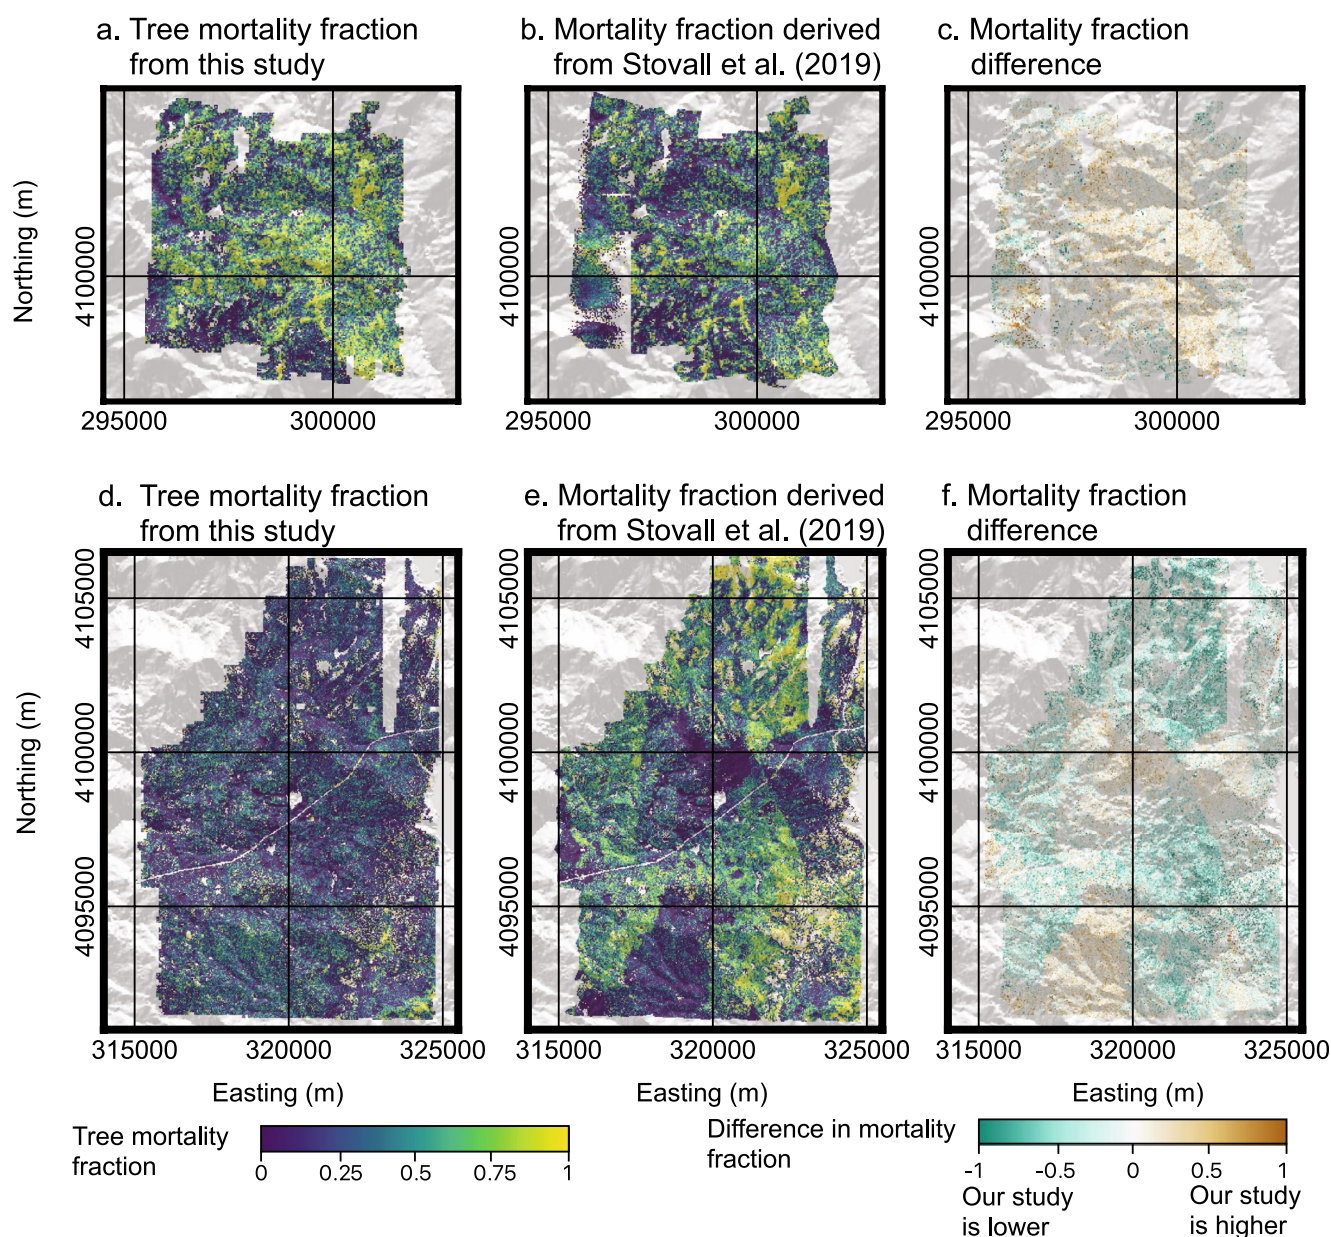 a. Tree mortality fraction
from this study
b. Mortality fraction derived
from Stovall et al. (2019)
c. Mortality fraction
difference
Northing (m)
4100000
4100000
4100000
295000
300000
295000
300000
295000
300000
d. Tree mortality fraction
from this study
e. Mortality fraction derived
from Stovall et al. (2019)
f. Mortality fraction
difference
Northing (m)
4105000
4100000
4095000
4105000
4100000
4095000
4105000
4100000
4095000
315000
320000
325000
315000
320000
325000
315000
320000
325000
Easting (m)
Easting (m)
Easting (m)
Tree mortality
fraction
0
0.25
0.5
0.75
1
Difference in mortality
fraction
-1
-0.5
0
0.5
1
Our study
is lower
Our study
is higher